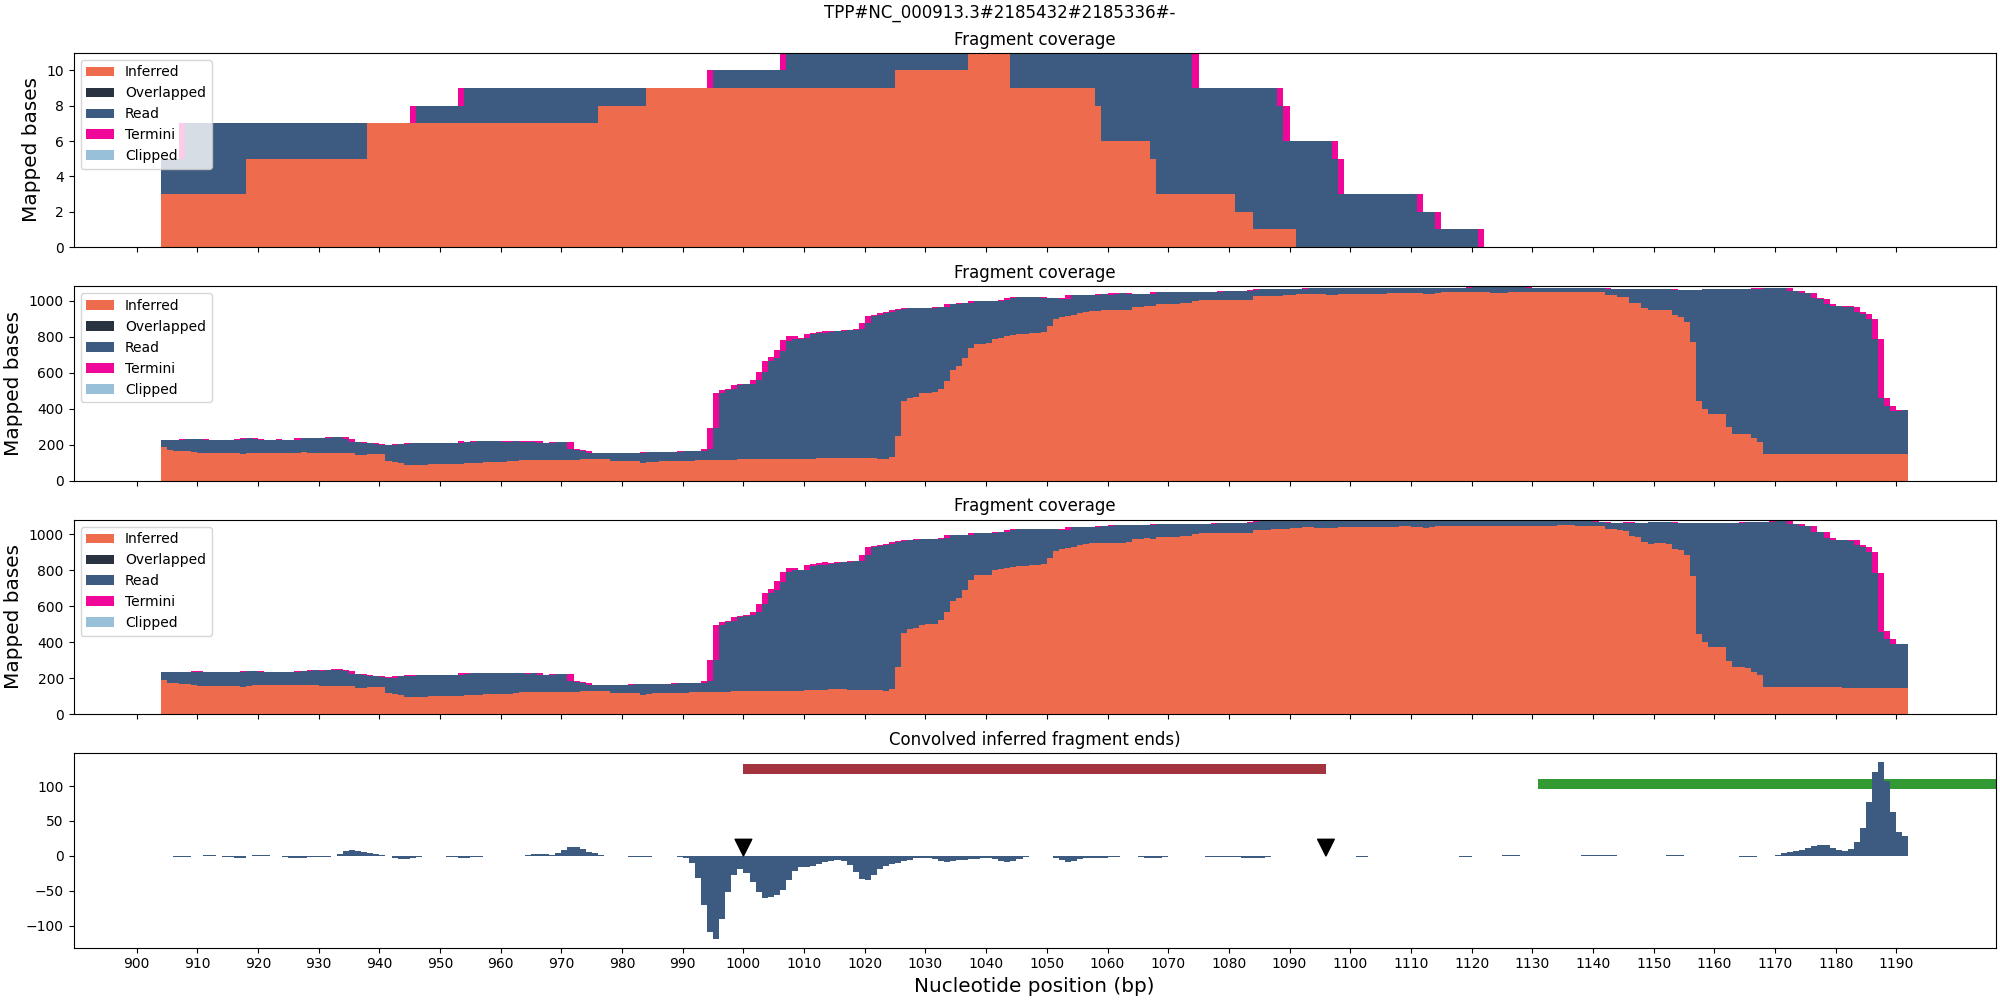 TPP#NC_000913.3#2185432#2185336#-
Fragment coverage
Mapped bases
10
8
6
4
2
0
Inferred
Overlapped
Read
Termini
Clipped
Fragment coverage
Mapped bases
1000
800
600
400
200
0
Inferred
Overlapped
Read
Termini
Clipped
Fragment coverage
Mapped bases
1000
800
600
400
200
0
Inferred
Overlapped
Read
Termini
Clipped
Convolved inferred fragment ends)
100
50
0
−50
−100
900 910 920 930 940 950 960 970 980 990 1000 1010 1020 1030 1040 1050 1060 1070 1080 1090 1100 1110 1120 1130 1140 1150 1160 1170 1180 1190
Nucleotide position (bp)